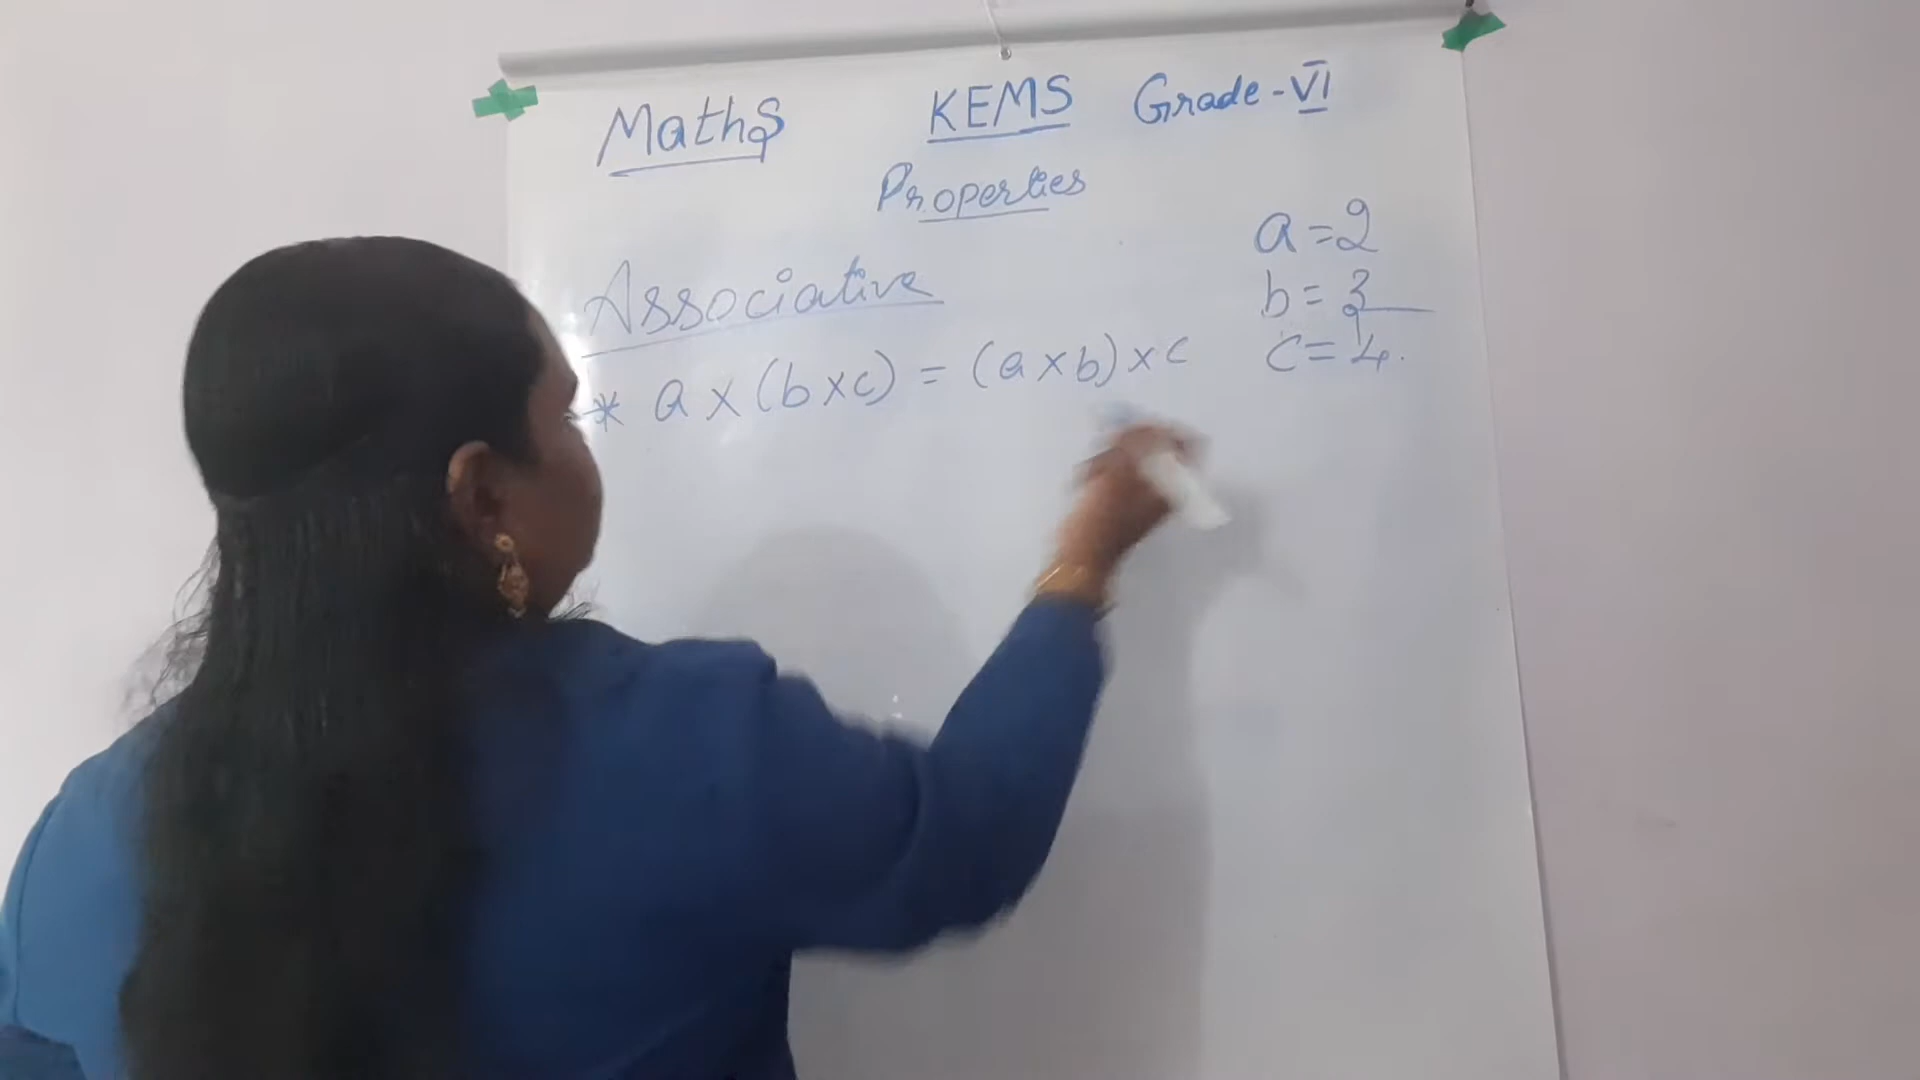 Maths KEMS Grade - VI
Properties
a = 2
Associative
b = 3
* a × (b × c) = (a × b) × c
c = 4.